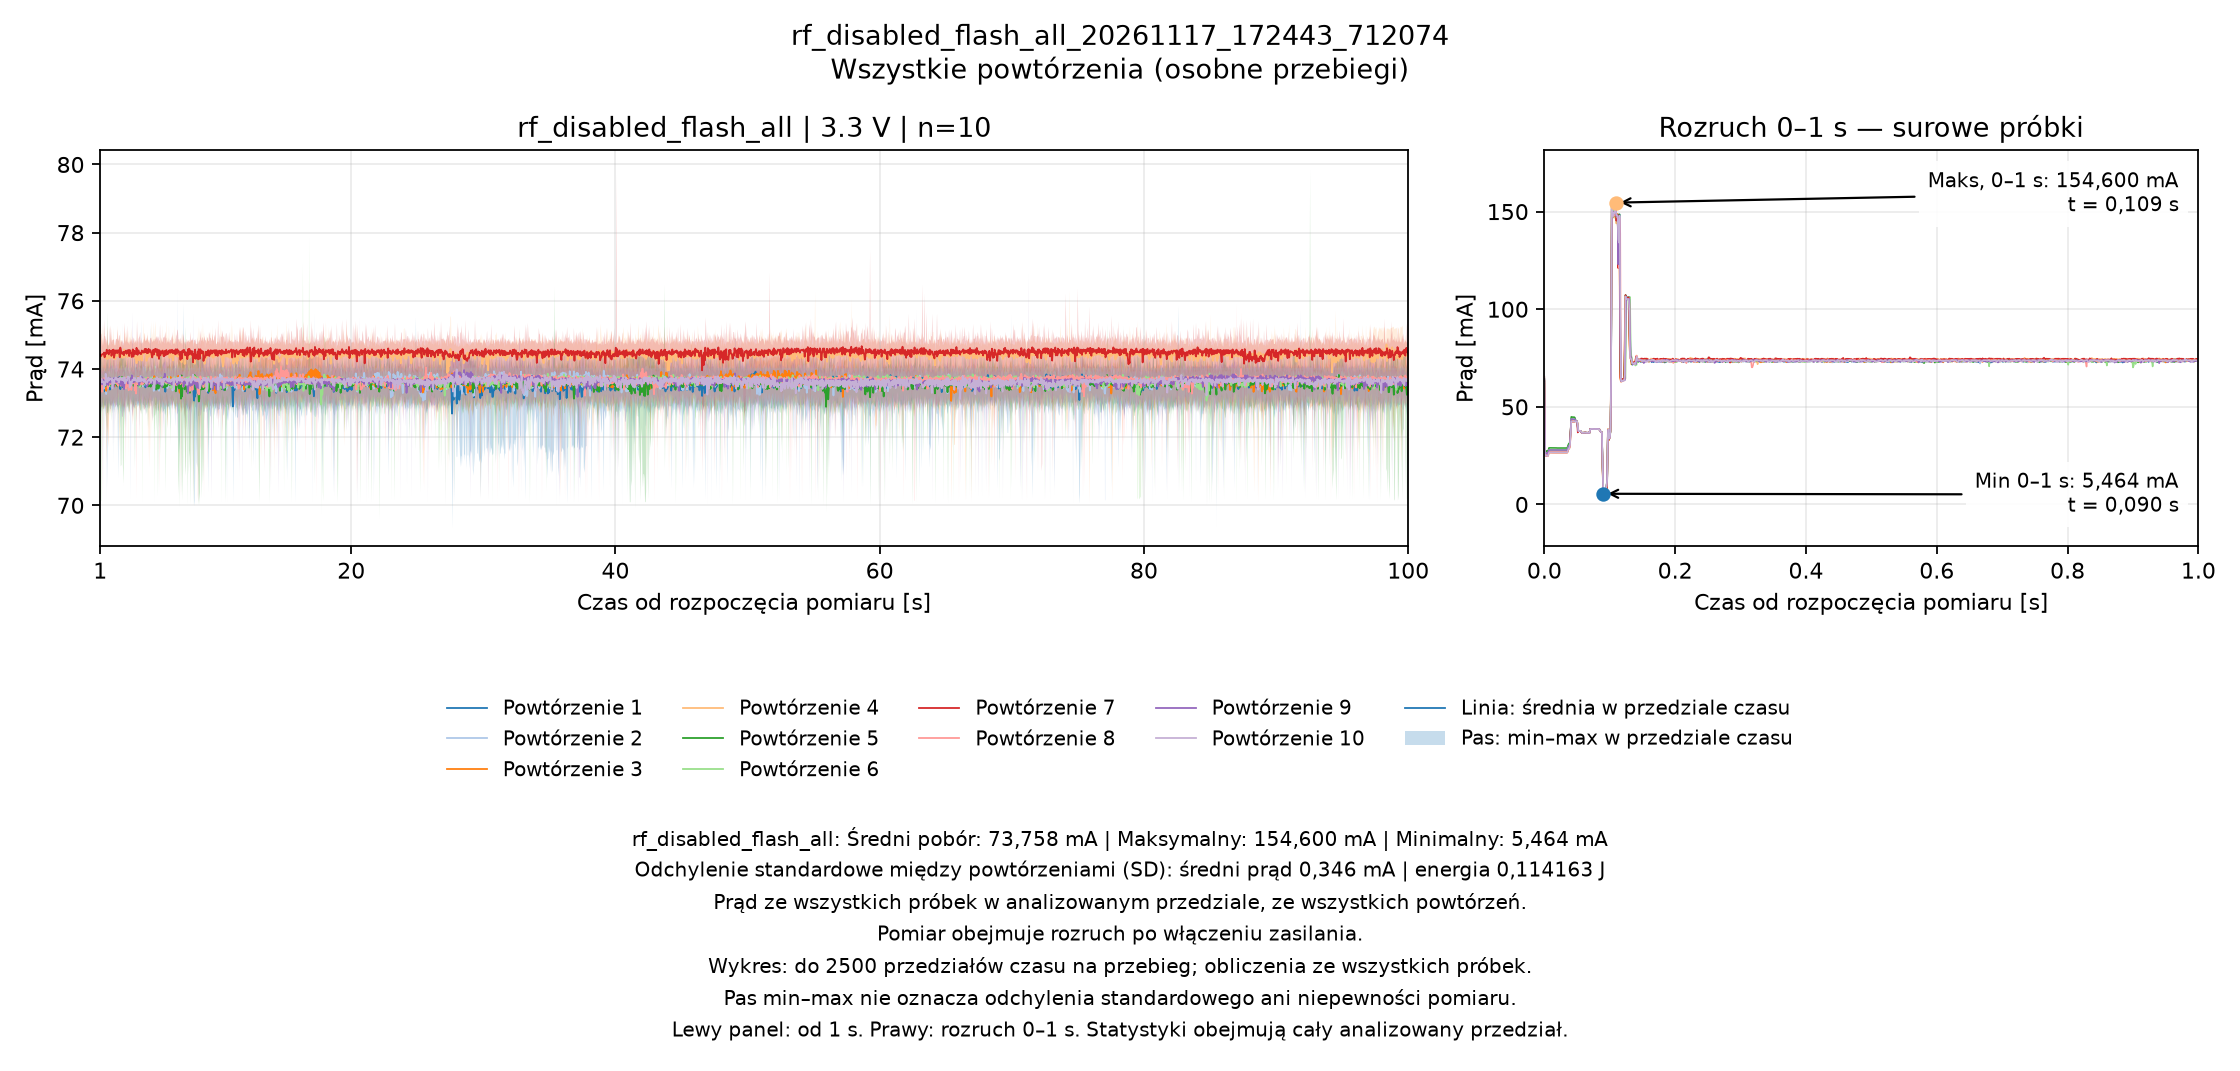 rf_disabled_flash_all_20261117_172443_712074
Wszystkie powtórzenia (osobne przebiegi)
rf_disabled_flash_all | 3.3 V | n=10
80
78
76
74
72
70
Prąd [mA]
1
20
40
60
80
100
Czas od rozpoczęcia pomiaru [s]
Rozruch 0–1 s — surowe próbki
Maks, 0–1 s: 154,600 mA
t = 0,109 s
Min 0–1 s: 5,464 mA
t = 0,090 s
150
100
50
0
Prąd [mA]
0.0
0.2
0.4
0.6
0.8
1.0
Czas od rozpoczęcia pomiaru [s]
Powtórzenie 1
Powtórzenie 2
Powtórzenie 3
Powtórzenie 4
Powtórzenie 5
Powtórzenie 6
Powtórzenie 7
Powtórzenie 8
Powtórzenie 9
Powtórzenie 10
Linia: średnia w przedziale czasu
Pas: min–max w przedziale czasu
rf_disabled_flash_all: Średni pobór: 73,758 mA | Maksymalny: 154,600 mA | Minimalny: 5,464 mA
Odchylenie standardowe między powtórzeniami (SD): średni prąd 0,346 mA | energia 0,114163 J
Prąd ze wszystkich próbek w analizowanym przedziale, ze wszystkich powtórzeń.
Pomiar obejmuje rozruch po włączeniu zasilania.
Wykres: do 2500 przedziałów czasu na przebieg; obliczenia ze wszystkich próbek.
Pas min–max nie oznacza odchylenia standardowego ani niepewności pomiaru.
Lewy panel: od 1 s. Prawy: rozruch 0–1 s. Statystyki obejmują cały analizowany przedział.